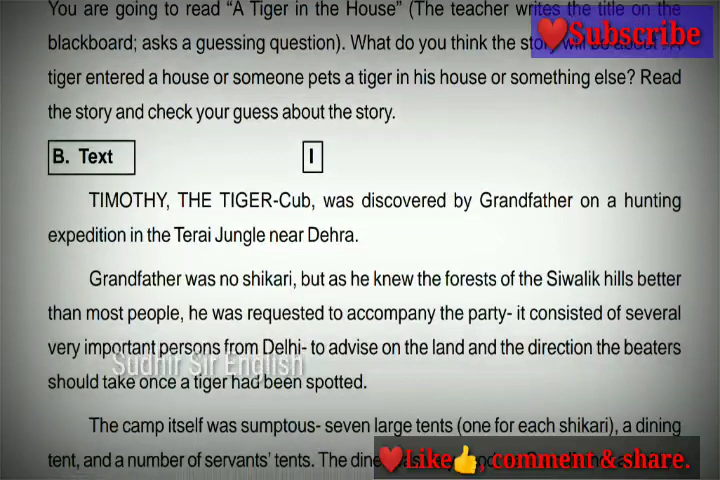 You are going to read “A Tiger in the House” (The teacher writes the title on the
❤Subscribe
blackboard; asks a guessing question). What do you think the story will be about? A
tiger entered a house or someone pets a tiger in his house or something else? Read
the story and check your guess about the story.
B. Text
I
TIMOTHY, THE TIGER-Cub, was discovered by Grandfather on a hunting
expedition in the Terai Jungle near Dehra.
Grandfather was no shikari, but as he knew the forests of the Siwalik hills better
than most people, he was requested to accompany the party- it consisted of several
very important persons from Delhi- to advise on the land and the direction the beaters
Sudhir Sir English
should take once a tiger had been spotted.
The camp itself was sumptous- seven large tents (one for each shikari), a dining
tent, and a number of servants’ tents. The
❤Like👍, comment & share.